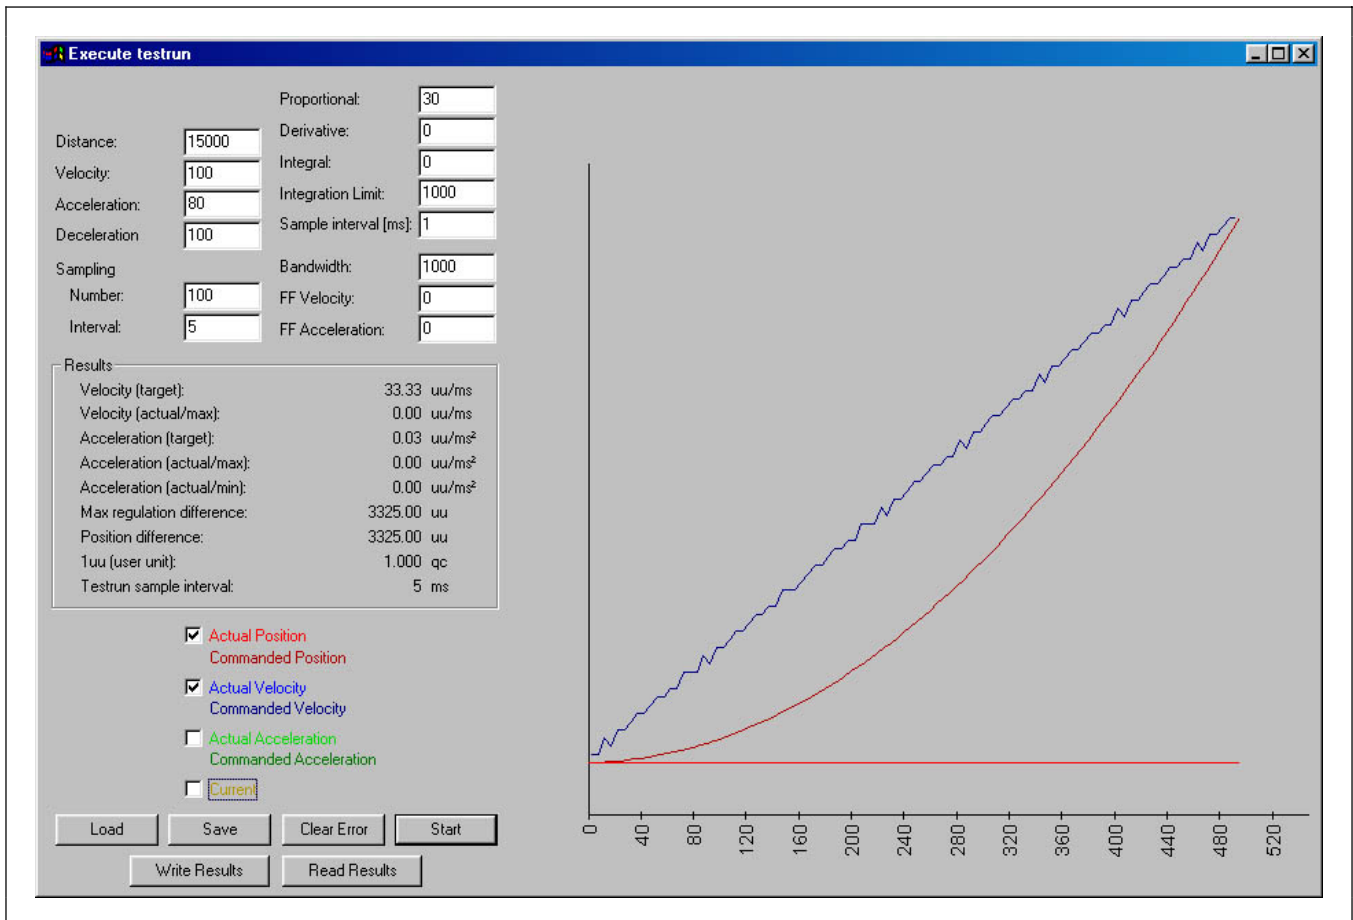 Execute testrun
Proportional: 30
Distance: 15000
Derivative: 0
Velocity: 100
Integral: 0
Acceleration: 80
Integration Limit: 1000
Deceleration 100
Sample interval [ms]: 1
Sampling
Bandwidth: 1000
Number: 100
FF Velocity: 0
Interval: 5
FF Acceleration: 0
Results
Velocity (target): 33.33 uu/ms
Velocity (actual/max): 0.00 uu/ms
Acceleration (target): 0.03 uu/ms²
Acceleration (actual/max): 0.00 uu/ms²
Acceleration (actual/min): 0.00 uu/ms²
Max regulation difference: 3325.00 uu
Position difference: 3325.00 uu
1uu (user unit): 1.000 qc
Testrun sample interval: 5 ms
Actual Position
Commanded Position
Actual Velocity
Commanded Velocity
Actual Acceleration
Commanded Acceleration
Current
Load Save Clear Error Start
Write Results Read Results
0 40 80 120 160 200 240 280 320 360 400 440 480 520